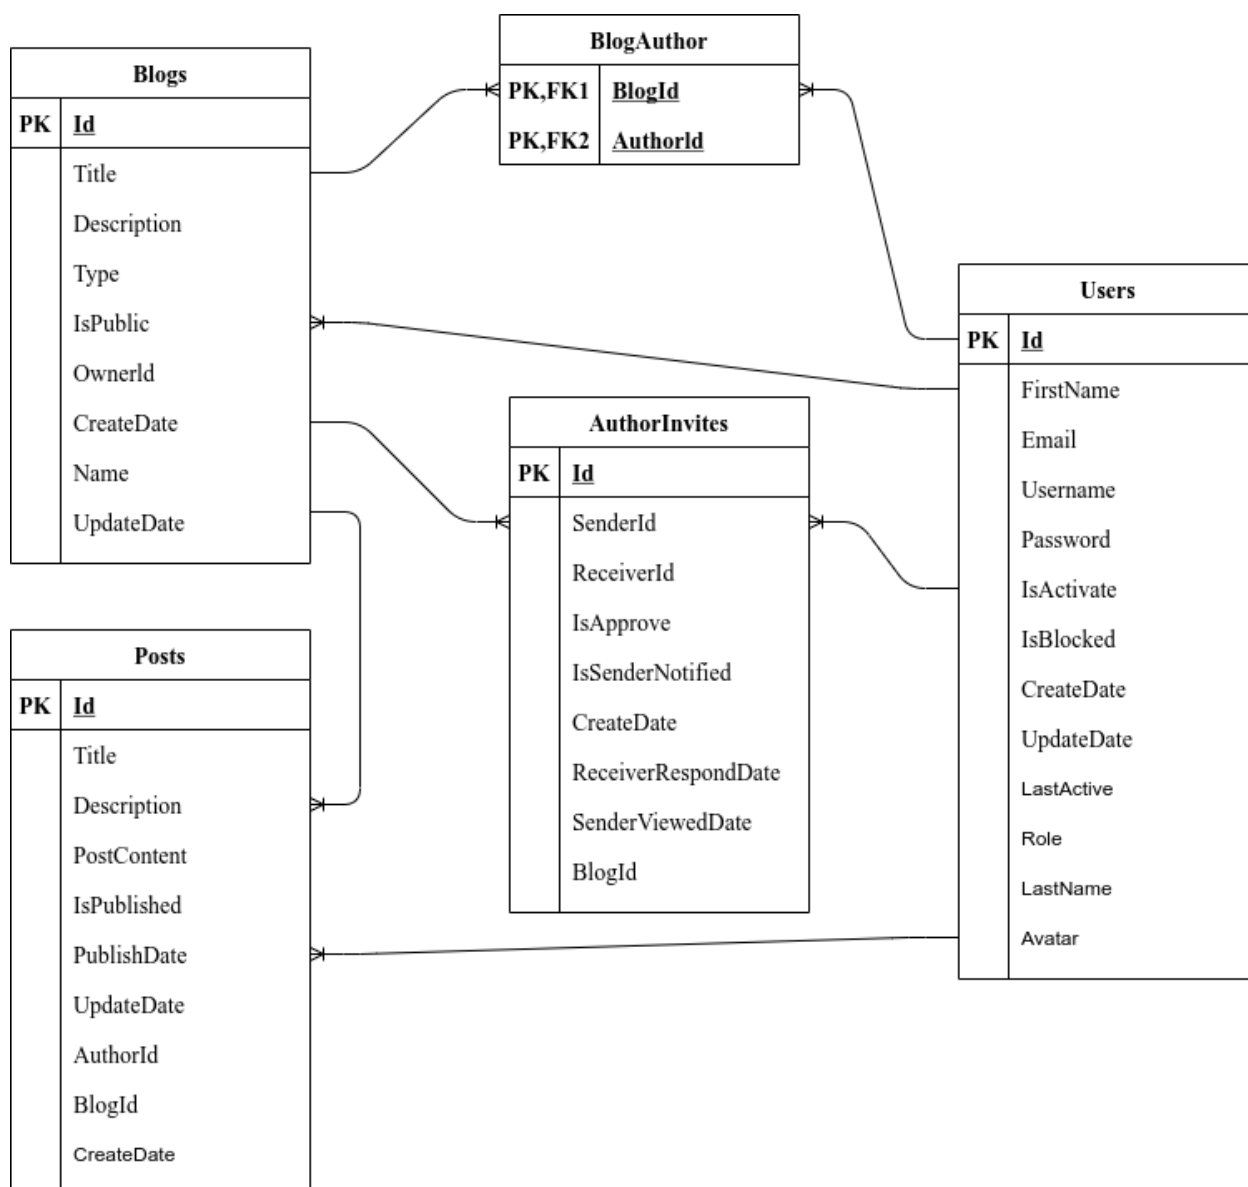 BlogAuthor
PK,FK1 BlogId
PK,FK2 AuthorId
Blogs
PK Id
Title
Description
Type
IsPublic
OwnerId
CreateDate
Name
UpdateDate
Users
PK Id
FirstName
Email
Username
Password
IsActivate
IsBlocked
CreateDate
UpdateDate
LastActive
Role
LastName
Avatar
AuthorInvites
PK Id
SenderId
ReceiverId
IsApprove
IsSenderNotified
CreateDate
ReceiverRespondDate
SenderViewedDate
BlogId
Posts
PK Id
Title
Description
PostContent
IsPublished
PublishDate
UpdateDate
AuthorId
BlogId
CreateDate